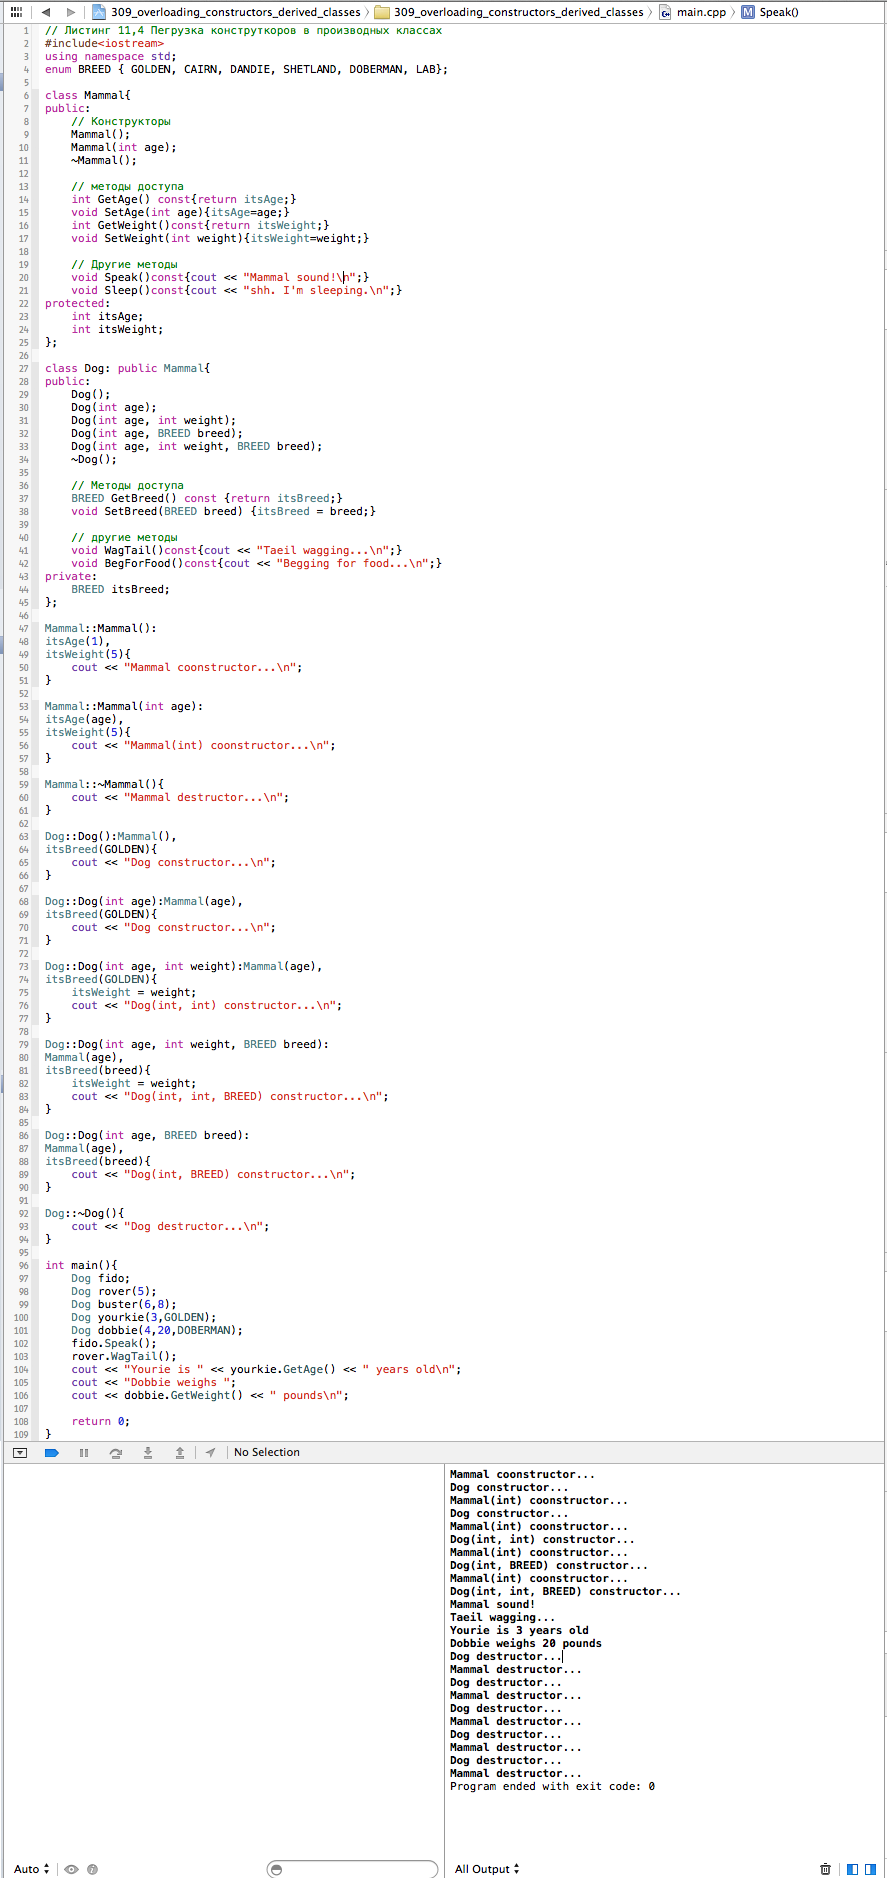 309_overloading_constructors_derived_classes 309_overloading_constructors_derived_classes main.cpp M Speak()
1 // Листинг 11,4 Пегрузка конструткоров в производных классах
2 #include<iostream>
3 using namespace std;
4 enum BREED { GOLDEN, CAIRN, DANDIE, SHETLAND, DOBERMAN, LAB};
5
6 class Mammal{
7 public:
8 // Конструкторы
9 Mammal();
10 Mammal(int age);
11 ~Mammal();
12
13 // методы доступа
14 int GetAge() const{return itsAge;}
15 void SetAge(int age){itsAge=age;}
16 int GetWeight()const{return itsWeight;}
17 void SetWeight(int weight){itsWeight=weight;}
18
19 // Другие методы
20 void Speak()const{cout << "Mammal sound!\n";}
21 void Sleep()const{cout << "shh. I'm sleeping.\n";}
22 protected:
23 int itsAge;
24 int itsWeight;
25 };
26
27 class Dog: public Mammal{
28 public:
29 Dog();
30 Dog(int age);
31 Dog(int age, int weight);
32 Dog(int age, BREED breed);
33 Dog(int age, int weight, BREED breed);
34 ~Dog();
35
36 // Методы доступа
37 BREED GetBreed() const {return itsBreed;}
38 void SetBreed(BREED breed) {itsBreed = breed;}
39
40 // другие методы
41 void WagTail()const{cout << "Taeil wagging...\n";}
42 void BegForFood()const{cout << "Begging for food...\n";}
43 private:
44 BREED itsBreed;
45 };
46
47 Mammal::Mammal():
48 itsAge(1),
49 itsWeight(5){
50 cout << "Mammal coonstructor...\n";
51 }
52
53 Mammal::Mammal(int age):
54 itsAge(age),
55 itsWeight(5){
56 cout << "Mammal(int) coonstructor...\n";
57 }
58
59 Mammal::~Mammal(){
60 cout << "Mammal destructor...\n";
61 }
62
63 Dog::Dog():Mammal(),
64 itsBreed(GOLDEN){
65 cout << "Dog constructor...\n";
66 }
67
68 Dog::Dog(int age):Mammal(age),
69 itsBreed(GOLDEN){
70 cout << "Dog constructor...\n";
71 }
72
73 Dog::Dog(int age, int weight):Mammal(age),
74 itsBreed(GOLDEN){
75 itsWeight = weight;
76 cout << "Dog(int, int) constructor...\n";
77 }
78
79 Dog::Dog(int age, int weight, BREED breed):
80 Mammal(age),
81 itsBreed(breed){
82 itsWeight = weight;
83 cout << "Dog(int, int, BREED) constructor...\n";
84 }
85
86 Dog::Dog(int age, BREED breed):
87 Mammal(age),
88 itsBreed(breed){
89 cout << "Dog(int, BREED) constructor...\n";
90 }
91
92 Dog::~Dog(){
93 cout << "Dog destructor...\n";
94 }
95
96 int main(){
97 Dog fido;
98 Dog rover(5);
99 Dog buster(6,8);
100 Dog yourkie(3,GOLDEN);
101 Dog dobbie(4,20,DOBERMAN);
102 fido.Speak();
103 rover.WagTail();
104 cout << "Yourie is " << yourkie.GetAge() << " years old\n";
105 cout << "Dobbie weighs ";
106 cout << dobbie.GetWeight() << " pounds\n";
107
108 return 0;
109 }
No Selection
Mammal coonstructor...
Dog constructor...
Mammal(int) coonstructor...
Dog constructor...
Mammal(int) coonstructor...
Dog(int, int) constructor...
Mammal(int) coonstructor...
Dog(int, BREED) constructor...
Mammal(int) coonstructor...
Dog(int, int, BREED) constructor...
Mammal sound!
Taeil wagging...
Yourie is 3 years old
Dobbie weighs 20 pounds
Dog destructor...
Mammal destructor...
Dog destructor...
Mammal destructor...
Dog destructor...
Mammal destructor...
Dog destructor...
Mammal destructor...
Dog destructor...
Mammal destructor...
Program ended with exit code: 0
Auto All Output